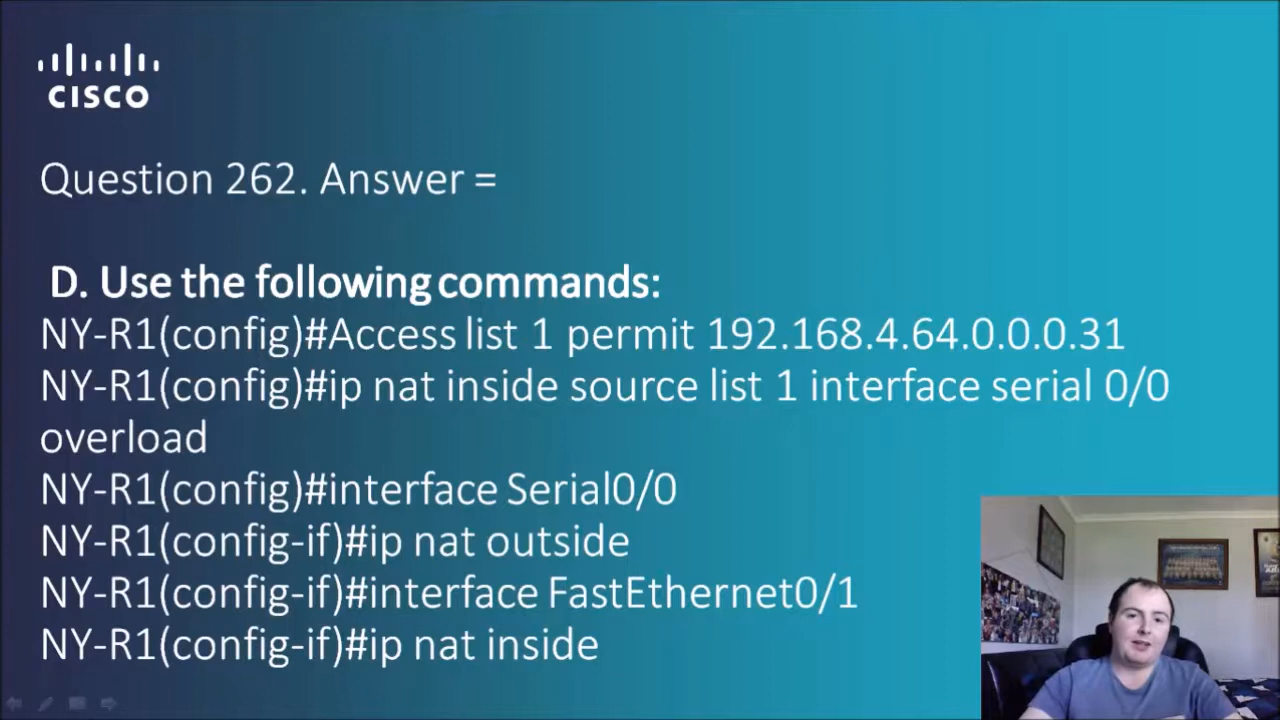 CISCO
Question 262. Answer =
D. Use the following commands:
NY-R1(config)#Access list 1 permit 192.168.4.64.0.0.0.31
NY-R1(config)#ip nat inside source list 1 interface serial 0/0
overload
NY-R1(config)#interface Serial0/0
NY-R1(config-if)#ip nat outside
NY-R1(config-if)#interface FastEthernet0/1
NY-R1(config-if)#ip nat inside